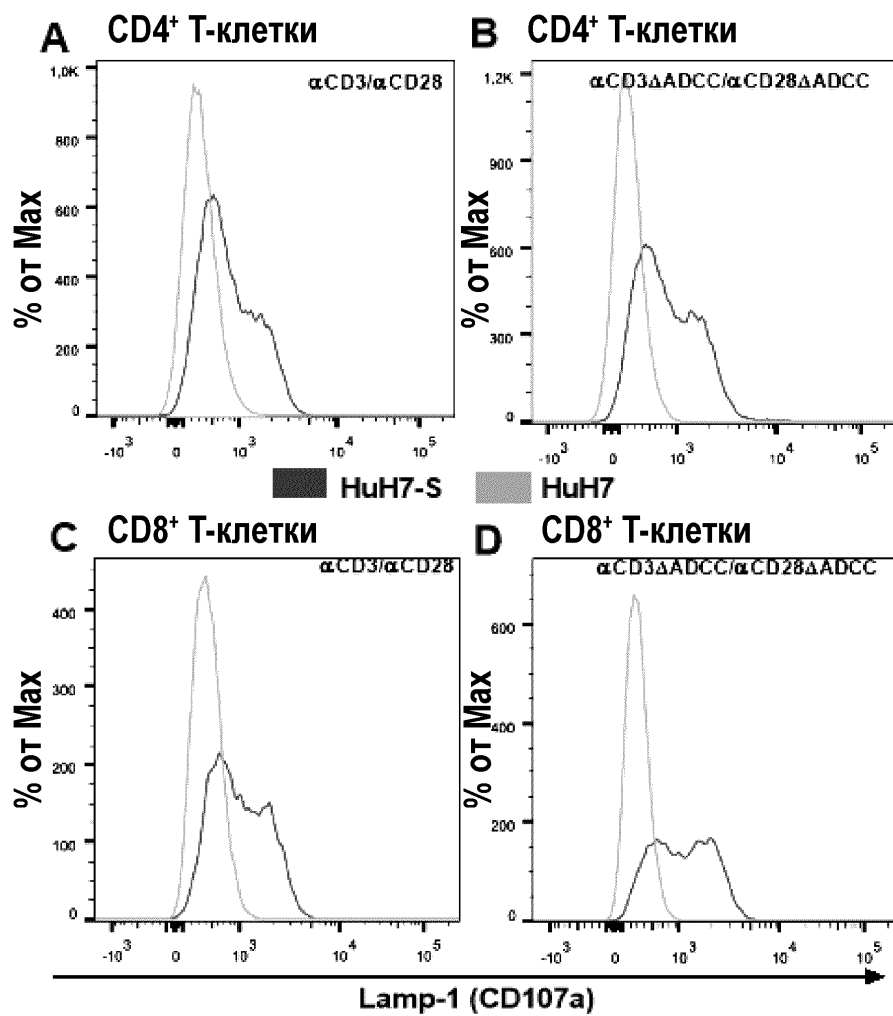 A CD4⁺ Т-клетки
αCD3/αCD28
1,0K
800
600
400
200
0
-10³ 0 10³ 10⁴ 10⁵
% от Max
B CD4⁺ Т-клетки
αCD3ΔADCC/αCD28ΔADCC
1.2K
900
600
300
0
-10³ 0 10³ 10⁴ 10⁵
% от Max
HuH7-S HuH7
C CD8⁺ Т-клетки
αCD3/αCD28
400
300
200
100
0
-10³ 0 10³ 10⁴ 10⁵
% от Max
D CD8⁺ Т-клетки
αCD3ΔADCC/αCD28ΔADCC
600
400
200
0
-10³ 0 10³ 10⁴ 10⁵
% от Max
Lamp-1 (CD107a)